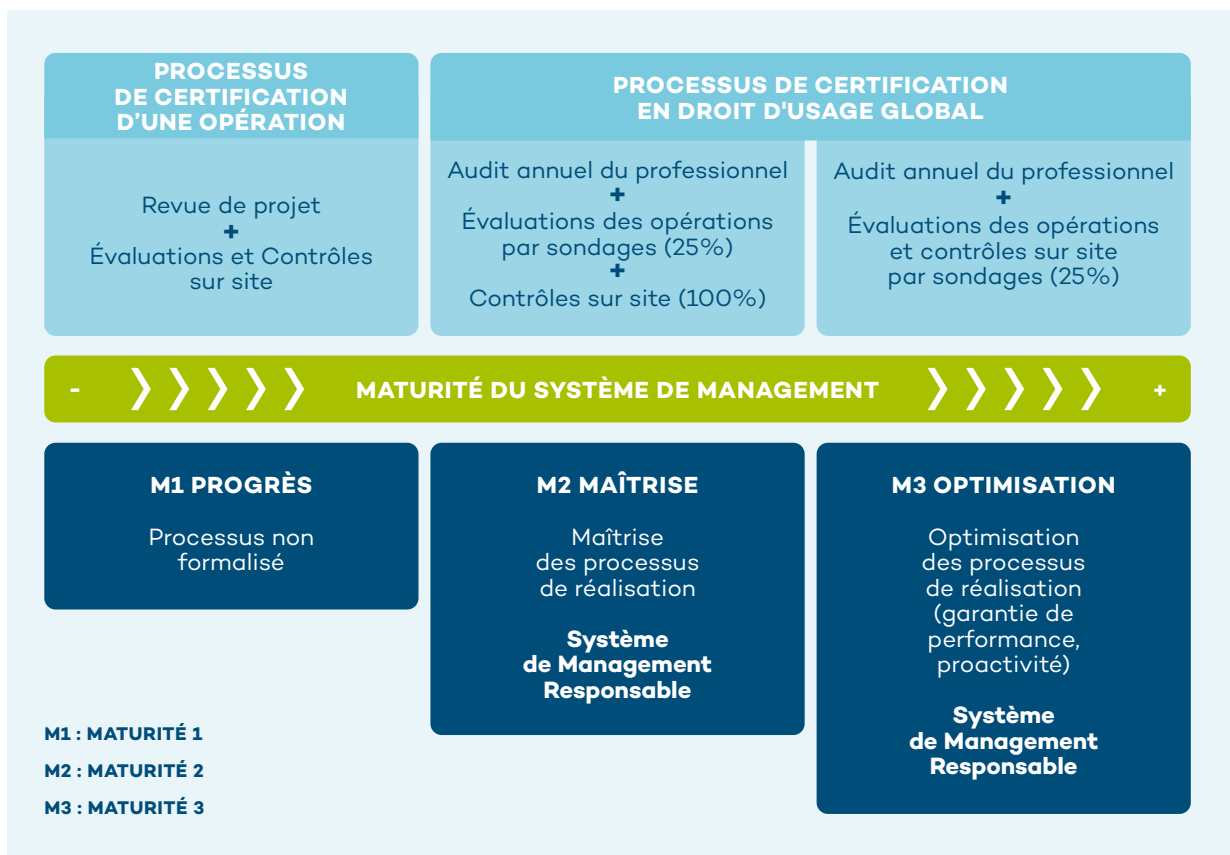 PROCESSUS
DE CERTIFICATION
D’UNE OPÉRATION
Revue de projet
+
Évaluations et Contrôles
sur site
PROCESSUS DE CERTIFICATION
EN DROIT D'USAGE GLOBAL
Audit annuel du professionnel
+
Évaluations des opérations
par sondages (25%)
+
Contrôles sur site (100%)
Audit annuel du professionnel
+
Évaluations des opérations
et contrôles sur site
par sondages (25%)
- MATURITÉ DU SYSTÈME DE MANAGEMENT +
M1 PROGRÈS
Processus non
formalisé
M2 MAÎTRISE
Maîtrise
des processus
de réalisation
Système
de Management
Responsable
M3 OPTIMISATION
Optimisation
des processus
de réalisation
(garantie de
performance,
proactivité)
Système
de Management
Responsable
M1 : MATURITÉ 1
M2 : MATURITÉ 2
M3 : MATURITÉ 3